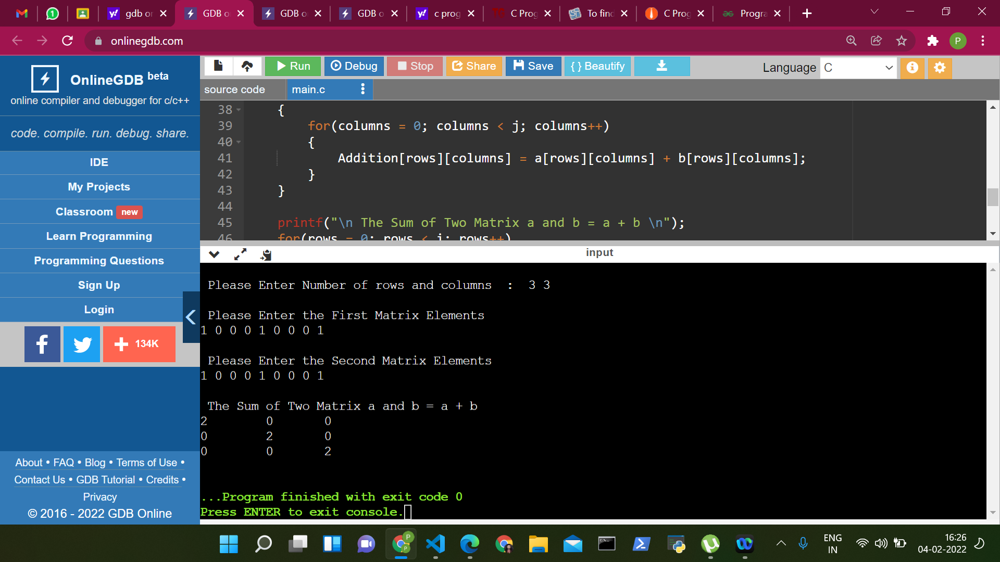 gdb or
GDB o
GDB o
GDB o
c prog
C Prog
To find
C Prog
Progra
onlinegdb.com
P
OnlineGDB beta
online compiler and debugger for c/c++
code. compile. run. debug. share.
IDE
My Projects
Classroom new
Learn Programming
Programming Questions
Sign Up
Login
134K
About • FAQ • Blog • Terms of Use •
Contact Us • GDB Tutorial • Credits •
Privacy
© 2016 - 2022 GDB Online
Run
Debug
Stop
Share
Save
{ } Beautify
Language C
source code
main.c
38 {
39 for(columns = 0; columns < j; columns++)
40 {
41 Addition[rows][columns] = a[rows][columns] + b[rows][columns];
42 }
43 }
44
45 printf("\n The Sum of Two Matrix a and b = a + b \n");
46 for(rows = 0; rows < i; rows++)
input
Please Enter Number of rows and columns  :  3 3
Please Enter the First Matrix Elements
1 0 0 0 1 0 0 0 1
Please Enter the Second Matrix Elements
1 0 0 0 1 0 0 0 1
The Sum of Two Matrix a and b = a + b
2 0 0
0 2 0
0 0 2
...Program finished with exit code 0
Press ENTER to exit console.
ENG
IN
16:26
04-02-2022